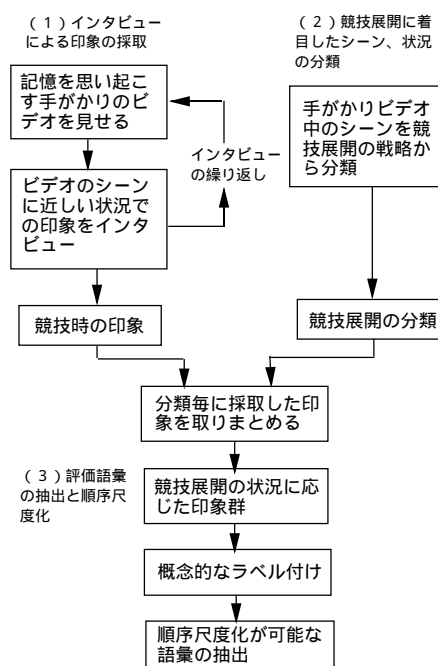 （１）インタビュー
による印象の採取
（２）競技展開に着
目したシーン、状況
の分類
記憶を思い起こ
す手がかりのビ
デオを見せる
手がかりビデオ
中のシーンを競
技展開の戦略か
ら分類
インタビュー
の繰り返し
ビデオのシーン
に近しい状況で
の印象をインタ
ビュー
競技時の印象
競技展開の分類
分類毎に採取した印
象を取りまとめる
（３）評価語彙
の抽出と順序尺
度化
競技展開の状況に応
じた印象群
概念的なラベル付け
順序尺度化が可能な
語彙の抽出